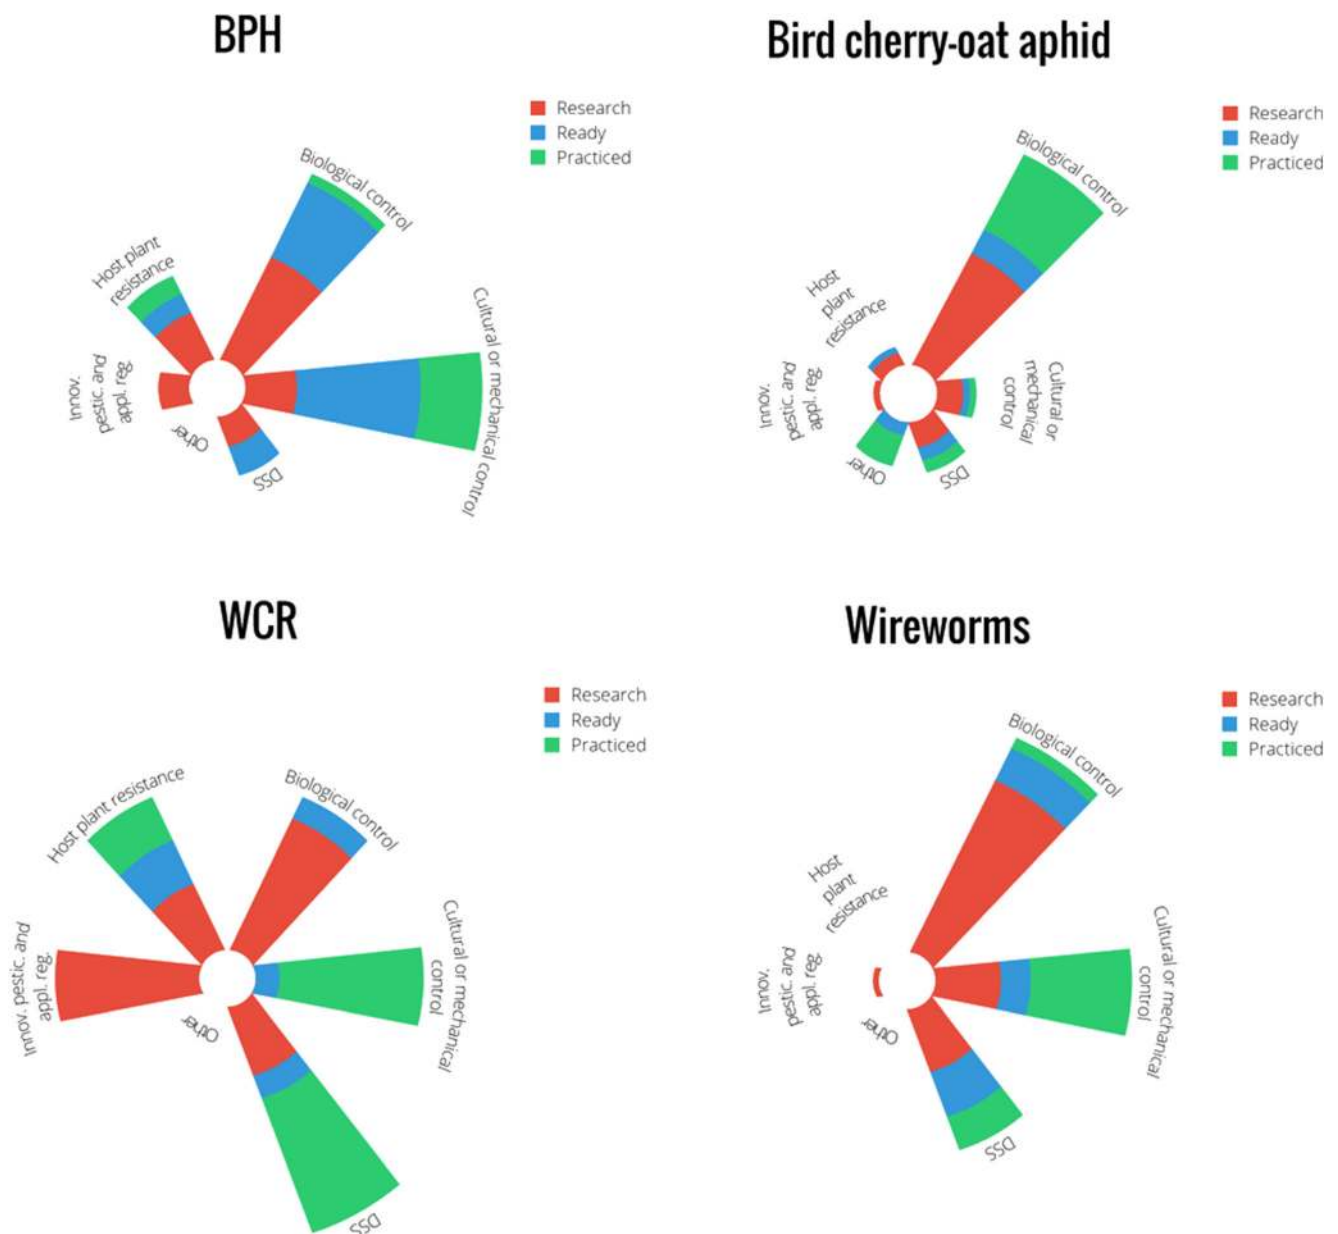 BPH
Research
Ready
Practiced
Biological control
Cultural or mechanical control
DSS
Other
Innov.
pestic. and
appl. reg.
Host plant
resistance
Bird cherry-oat aphid
Research
Ready
Practiced
Biological control
Cultural or
mechanical
control
DSS
Other
Innov.
pestic. and
appl. reg.
Host
plant
resistance
WCR
Research
Ready
Practiced
Biological control
Cultural or mechanical
control
DSS
Other
Innov. pestic. and
appl. reg.
Host plant resistance
Wireworms
Research
Ready
Practiced
Biological control
Cultural or mechanical
control
DSS
Other
Innov.
pestic. and
appl. reg.
Host
plant
resistance